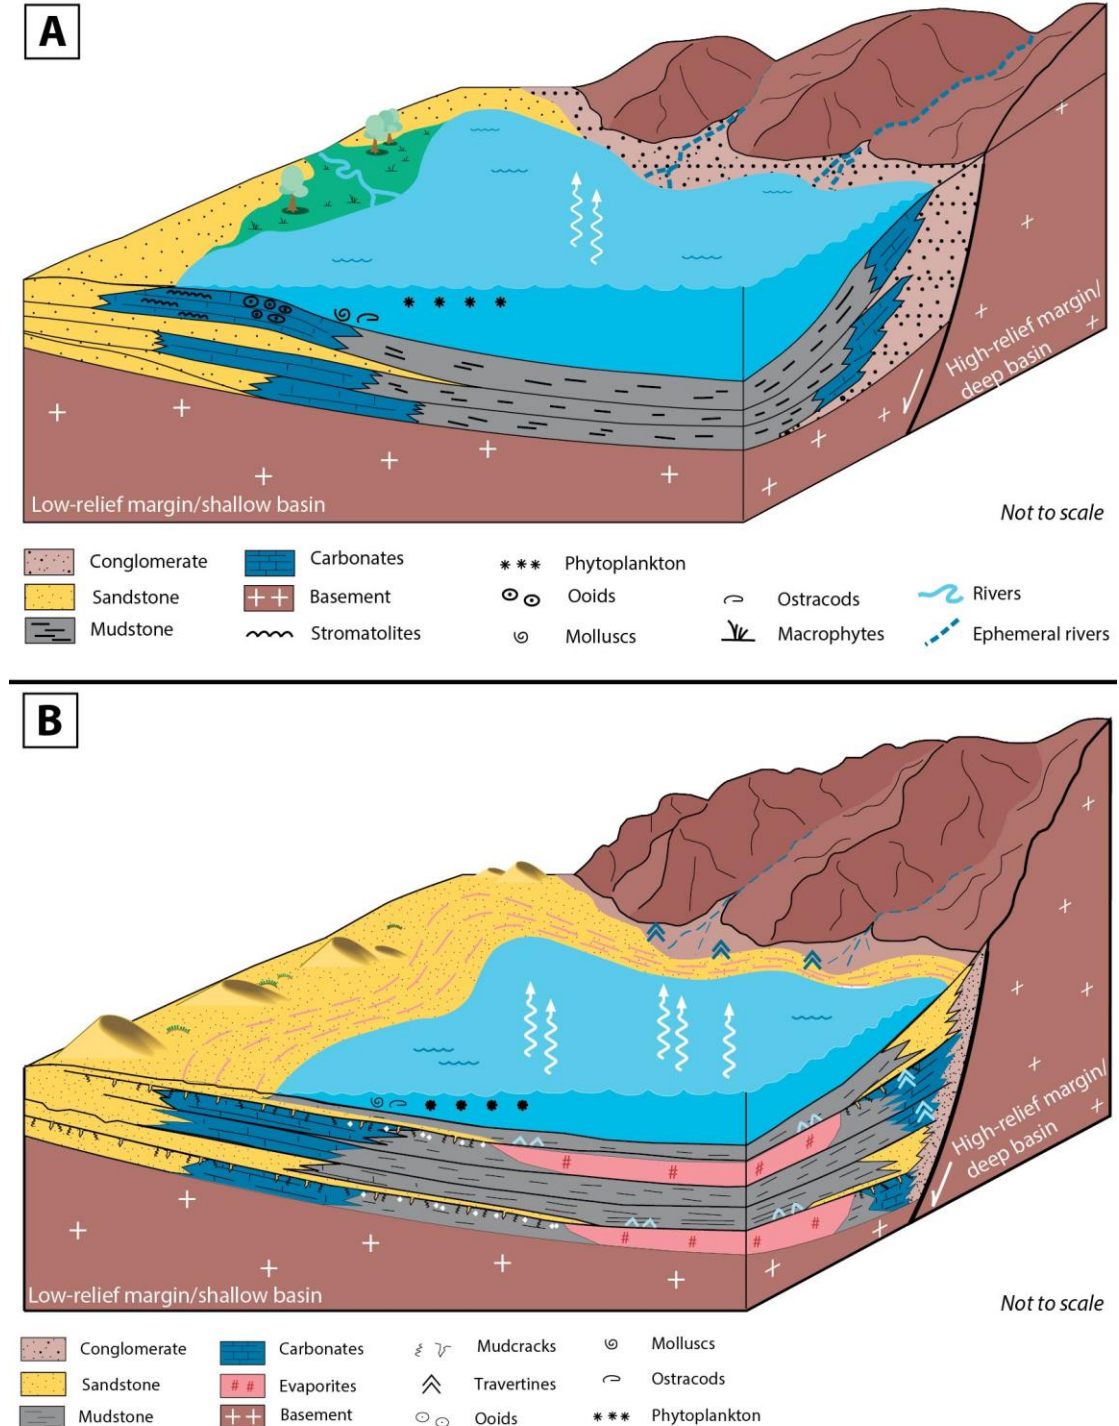 A
High-relief margin/
deep basin
Low-relief margin/shallow basin
Not to scale
Conglomerate
Carbonates
Phytoplankton
Sandstone
Basement
Ooids
Ostracods
Rivers
Mudstone
Stromatolites
Molluscs
Macrophytes
Ephemeral rivers
B
High-relief margin/
deep basin
Low-relief margin/shallow basin
Not to scale
Conglomerate
Carbonates
Mudcracks
Molluscs
Sandstone
Evaporites
Travertines
Ostracods
Mudstone
Basement
Ooids
Phytoplankton